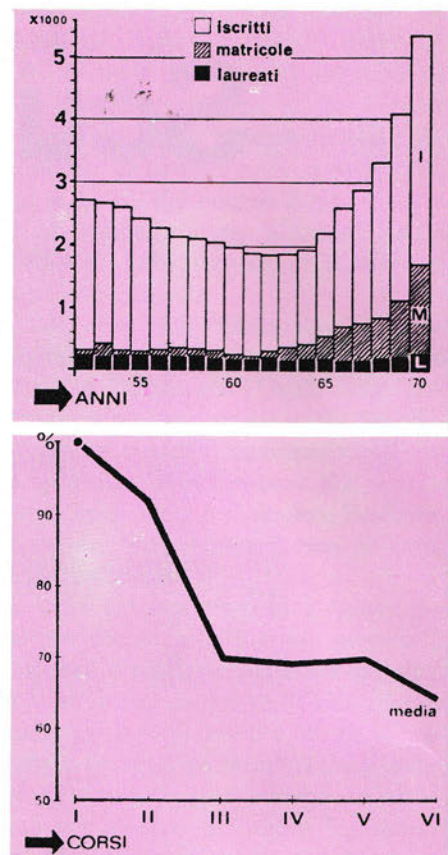 x1000
iscritti
matricole
laureati
5
4
3
2
1
I
M
L
'55 '60 '65 '70
ANNI
%
90
80
70
60
50
media
I II III IV V VI
CORSI